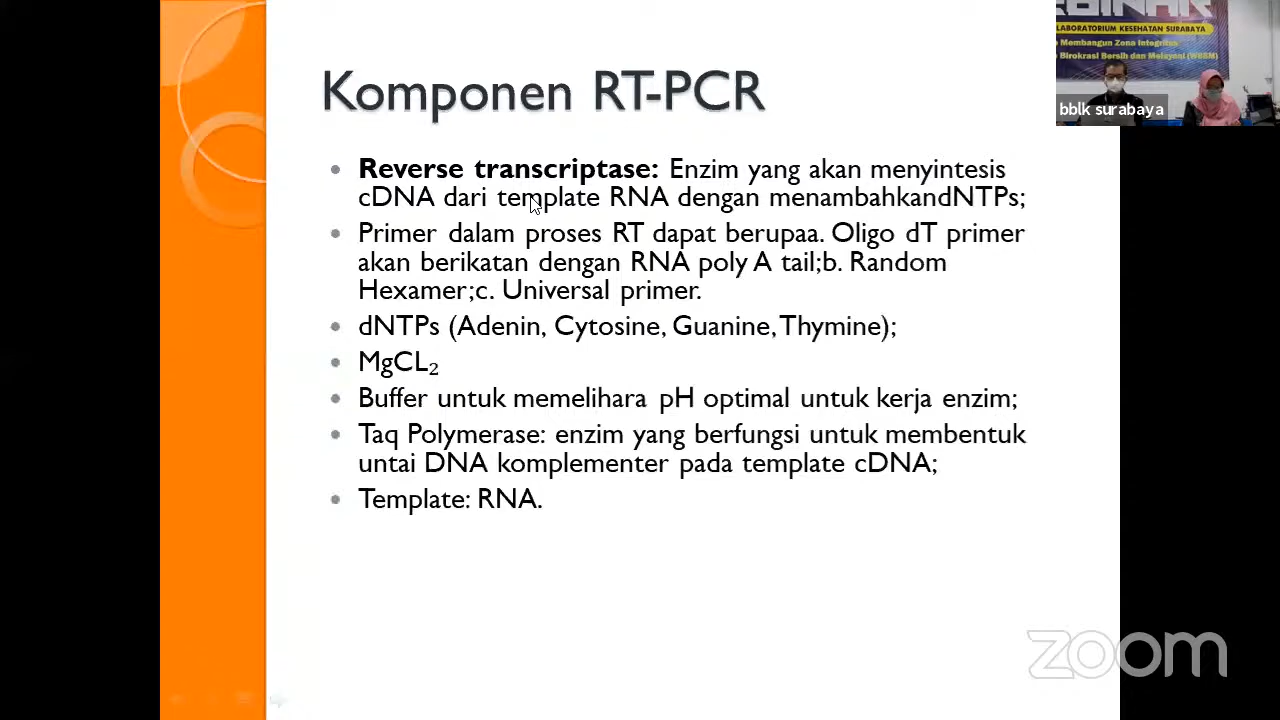 Komponen RT-PCR
Reverse transcriptase: Enzim yang akan menyintesis
cDNA dari template RNA dengan menambahkandNTPs;
Primer dalam proses RT dapat berupaa. Oligo dT primer
akan berikatan dengan RNA poly A tail;b. Random
Hexamer;c. Universal primer.
dNTPs (Adenin, Cytosine, Guanine, Thymine);
MgCL₂
Buffer untuk memelihara pH optimal untuk kerja enzim;
Taq Polymerase: enzim yang berfungsi untuk membentuk
untai DNA komplementer pada template cDNA;
Template: RNA.
LABORATORIUM KESEHATAN SURABAYA
Membangun Zona Integritas
Birokrasi Bersih dan Melayani (WBBM)
bblk surabaya
zoom